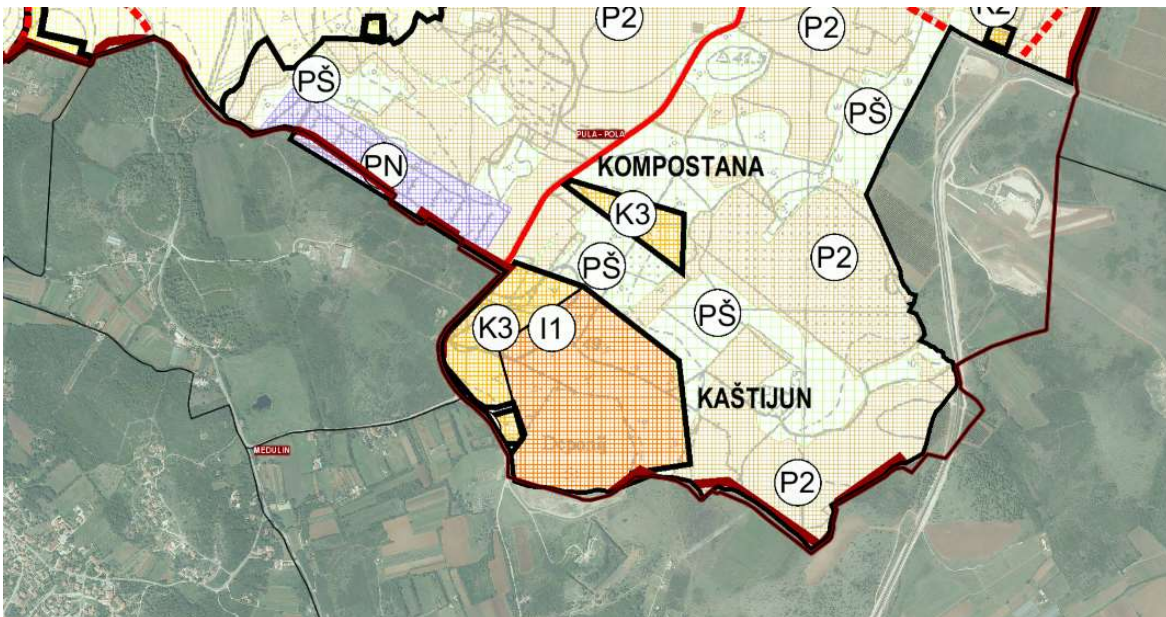 P2
P2
K2
PŠ
PŠ
PULA - POLA
PN
KOMPOSTANA
K3
PŠ
P2
PŠ
K3
I1
KAŠTIJUN
MEDULIN
P2